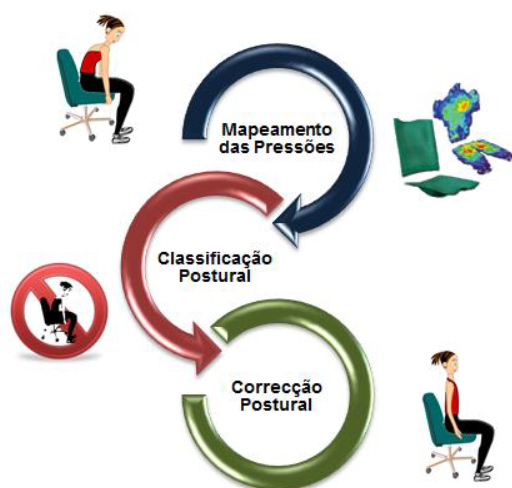 Mapeamento
das Pressões
Classificação
Postural
Correcção
Postural